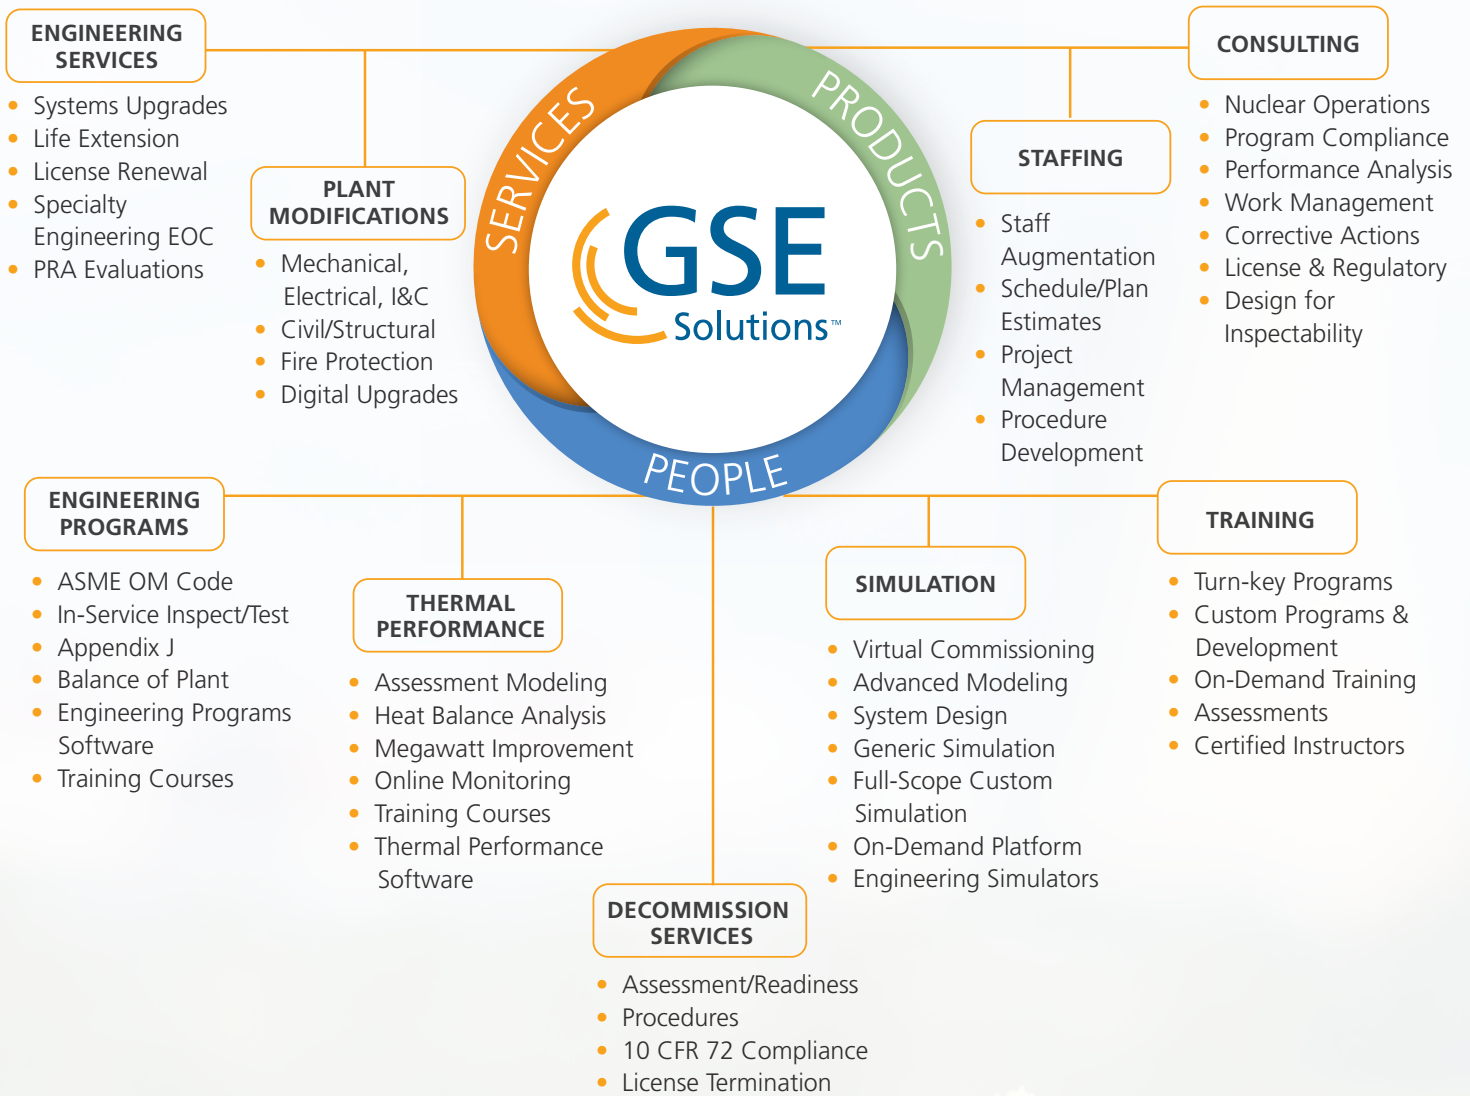 ENGINEERING
SERVICES
• Systems Upgrades
• Life Extension
• License Renewal
• Specialty
Engineering EOC
• PRA Evaluations
PLANT
MODIFICATIONS
• Mechanical,
Electrical, I&C
• Civil/Structural
• Fire Protection
• Digital Upgrades
SERVICES
PRODUCTS
PEOPLE
GSE
Solutions™
STAFFING
• Staff
Augmentation
• Schedule/Plan
Estimates
• Project
Management
• Procedure
Development
CONSULTING
• Nuclear Operations
• Program Compliance
• Performance Analysis
• Work Management
• Corrective Actions
• License & Regulatory
• Design for
Inspectability
ENGINEERING
PROGRAMS
• ASME OM Code
• In-Service Inspect/Test
• Appendix J
• Balance of Plant
• Engineering Programs
Software
• Training Courses
THERMAL
PERFORMANCE
• Assessment Modeling
• Heat Balance Analysis
• Megawatt Improvement
• Online Monitoring
• Training Courses
• Thermal Performance
Software
DECOMMISSION
SERVICES
• Assessment/Readiness
• Procedures
• 10 CFR 72 Compliance
• License Termination
SIMULATION
• Virtual Commissioning
• Advanced Modeling
• System Design
• Generic Simulation
• Full-Scope Custom
Simulation
• On-Demand Platform
• Engineering Simulators
TRAINING
• Turn-key Programs
• Custom Programs &
Development
• On-Demand Training
• Assessments
• Certified Instructors